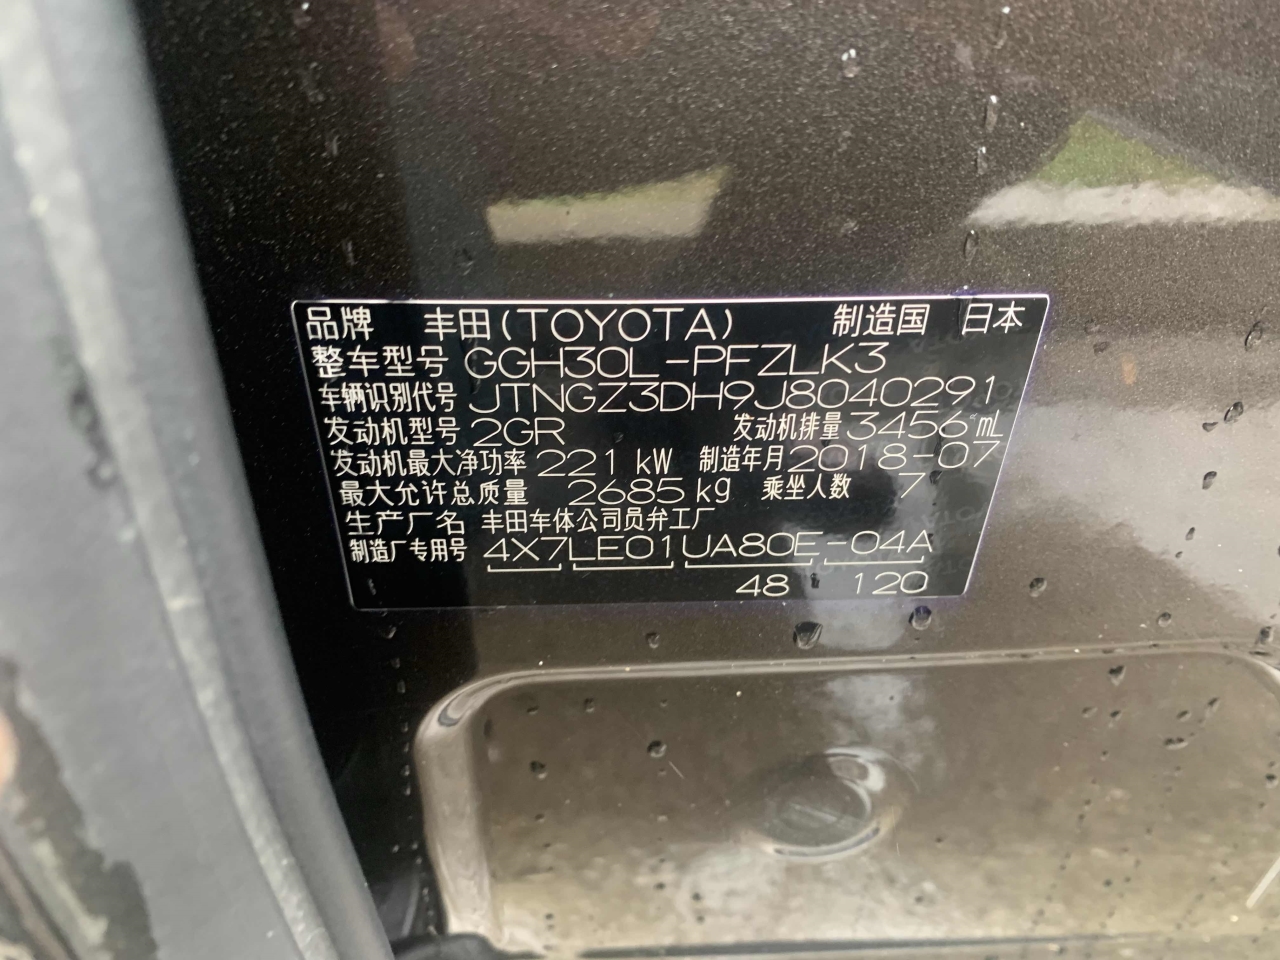 品牌 丰田(TOYOTA) 制造国 日本
整车型号 GGH30L-PFZLK3
车辆识别代号 JTNGZ3DH9J8040291
发动机型号 2GR 发动机排量 3456 mL
发动机最大净功率 221 kW 制造年月 2018-07
最大允许总质量 2685 kg 乘坐人数 7
生产厂名 丰田车体公司员弁工厂
制造厂专用号 4X7LE01UA80E-04A
48 120